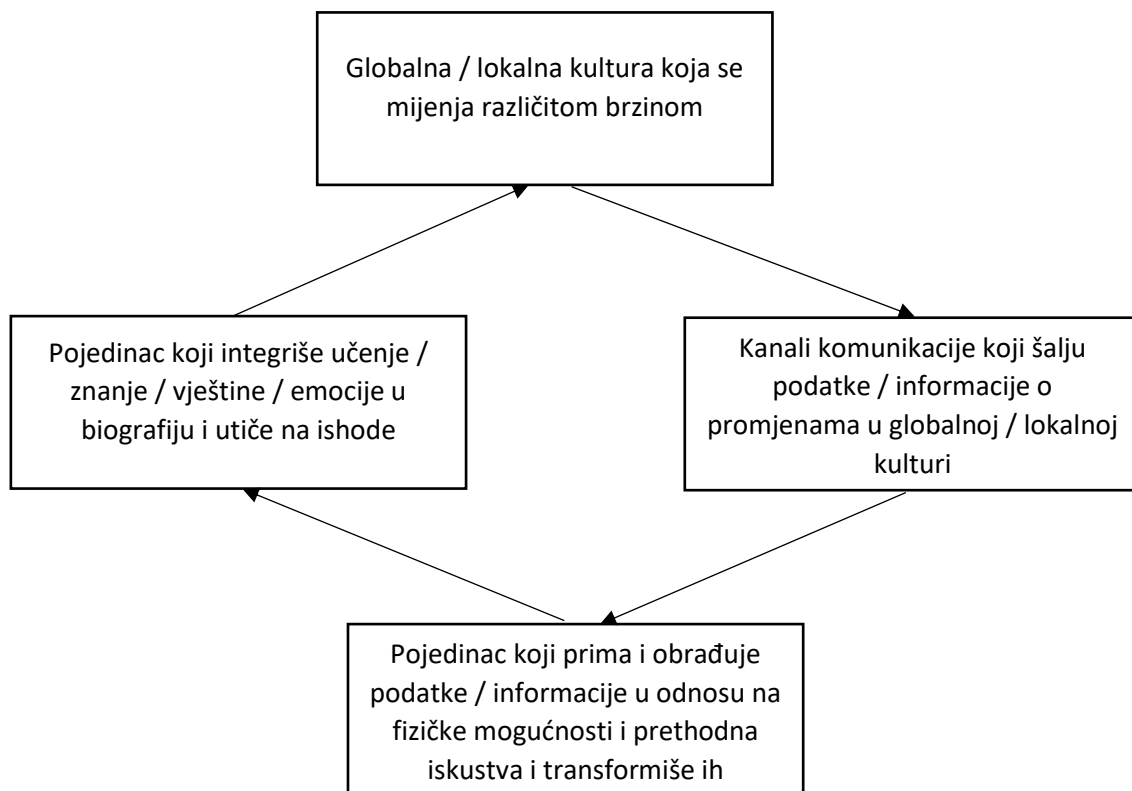 Globalna / lokalna kultura koja se
mijenja različitom brzinom
Pojedinac koji integriše učenje /
znanje / vještine / emocije u
biografiju i utiče na ishode
Kanali komunikacije koji šalju
podatke / informacije o
promjenama u globalnoj / lokalnoj
kulturi
Pojedinac koji prima i obrađuje
podatke / informacije u odnosu na
fizičke mogućnosti i prethodna
iskustva i transformiše ih